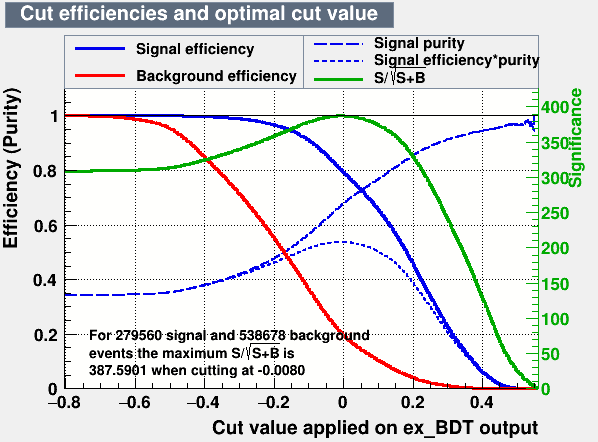 Cut efficiencies and optimal cut value
Signal efficiency
Background efficiency
Signal purity
Signal efficiency*purity
S/√S+B
Efficiency (Purity)
1
0.8
0.6
0.4
0.2
0
Significance
400
350
300
250
200
150
100
50
0
For 279560 signal and 538678 background
events the maximum S/√S+B is
387.5901 when cutting at -0.0080
−0.8 −0.6 −0.4 −0.2 0 0.2 0.4
Cut value applied on ex_BDT output